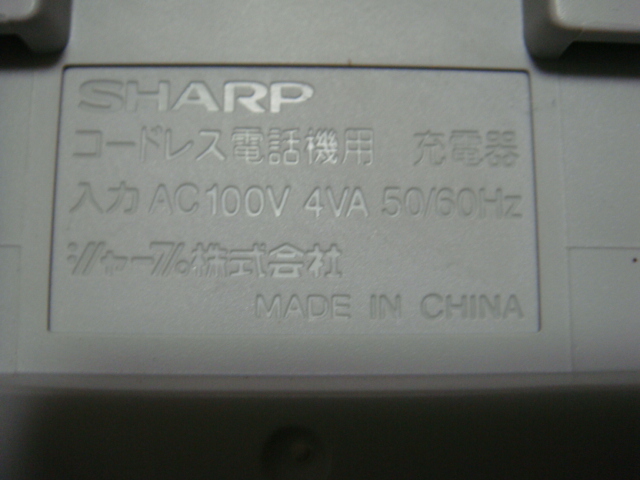 SHARP
コードレス電話機用 充電器
入力 AC100V 4VA 50/60Hz
シャープ株式会社
MADE IN CHINA